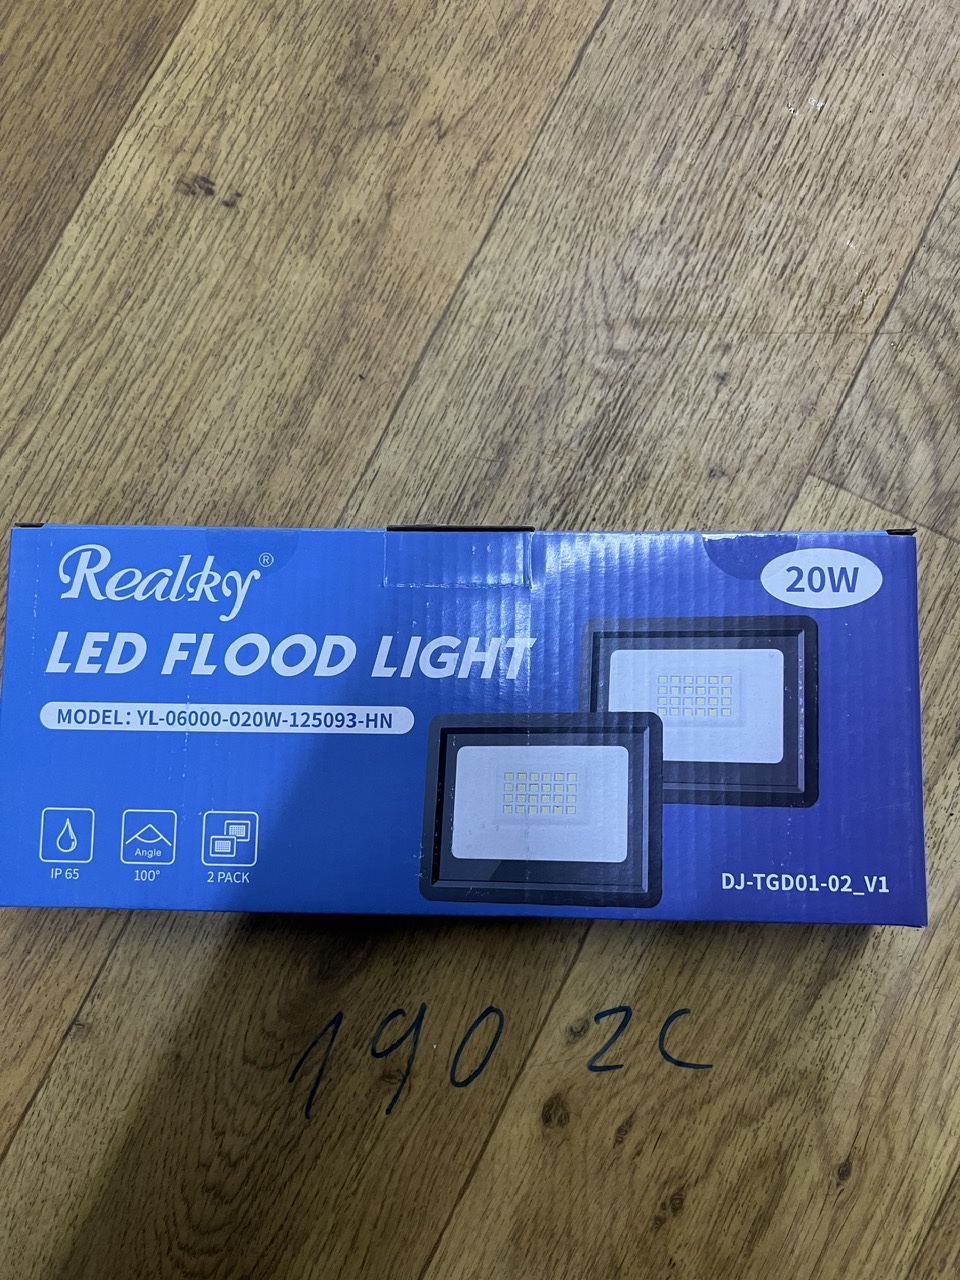 Realky®
20W
LED FLOOD LIGHT
MODEL: YL-06000-020W-125093-HN
Angle
IP 65
100°
2 PACK
DJ-TGD01-02_V1
190 2C